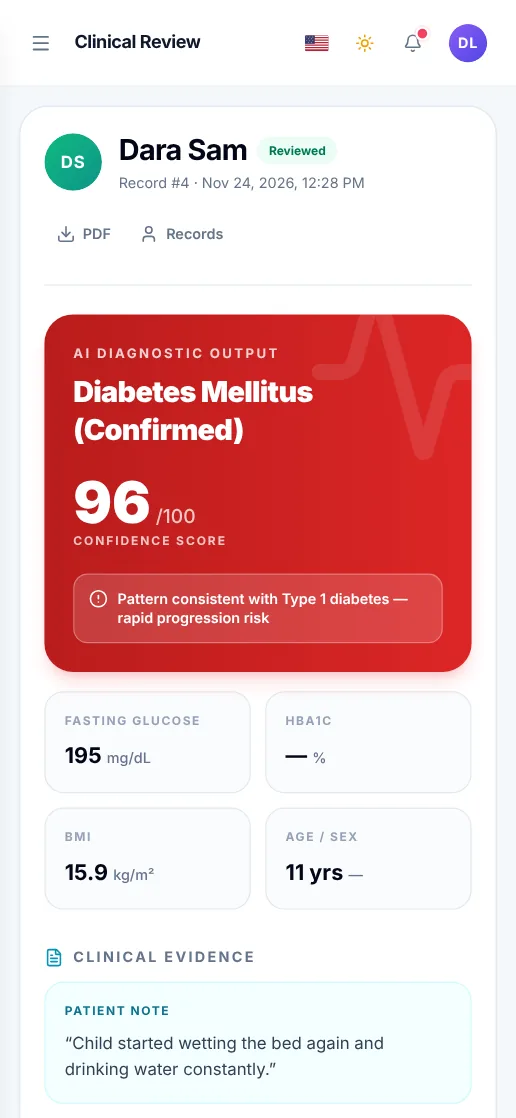 Clinical Review
DL
DS
Dara Sam
Reviewed
Record #4 · Nov 24, 2026, 12:28 PM
PDF
Records
AI DIAGNOSTIC OUTPUT
Diabetes Mellitus
(Confirmed)
96 /100
CONFIDENCE SCORE
Pattern consistent with Type 1 diabetes —
rapid progression risk
FASTING GLUCOSE
195 mg/dL
HBA1C
— %
BMI
15.9 kg/m²
AGE / SEX
11 yrs —
CLINICAL EVIDENCE
PATIENT NOTE
“Child started wetting the bed again and
drinking water constantly.”